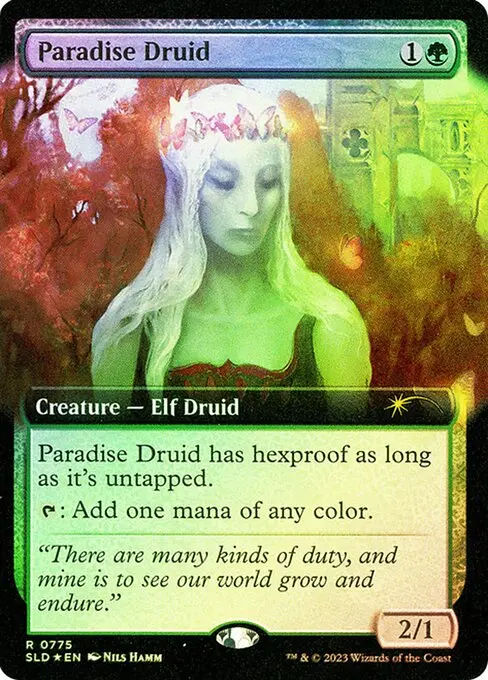 Paradise Druid 1
Creature — Elf Druid
Paradise Druid has hexproof as long
as it's untapped.
: Add one mana of any color.
“There are many kinds of duty, and
mine is to see our world grow and
endure.”
2/1
R 0775
SLD ★ EN Nils Hamm
™ & © 2023 Wizards of the Coast